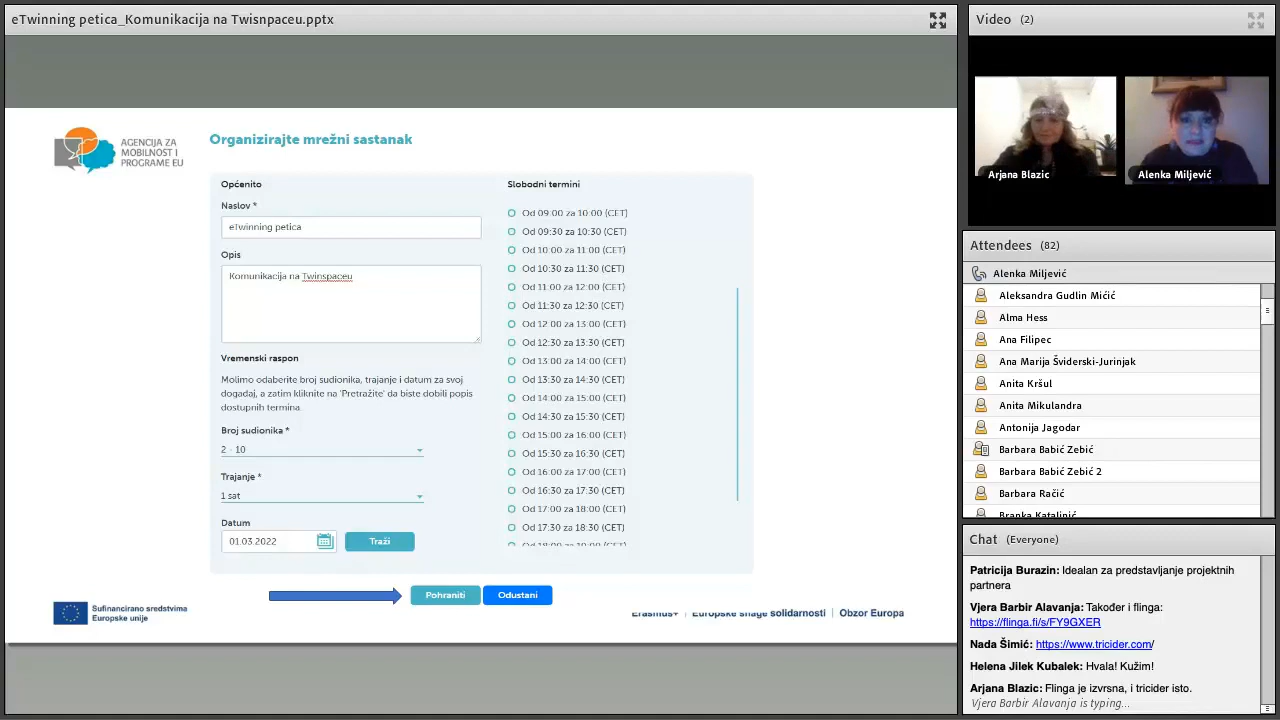 eTwinning petica_Komunikacija na Twisnpaceu.pptx
AGENCIJA ZA
MOBILNOST I
PROGRAME EU
Organizirajte mrežni sastanak
Općenito
Naslov *
eTwinning petica
Opis
Komunikacija na Twinspaceu
Vremenski raspon
Molimo odaberite broj sudionika, trajanje i datum za svoj
događaj, a zatim kliknite na 'Pretražite' da biste dobili popis
dostupnih termina.
Broj sudionika *
2 - 10
Trajanje *
1 sat
Datum
01.03.2022
Traži
Slobodni termini
Od 09:00 za 10:00 (CET)
Od 09:30 za 10:30 (CET)
Od 10:00 za 11:00 (CET)
Od 10:30 za 11:30 (CET)
Od 11:00 za 12:00 (CET)
Od 11:30 za 12:30 (CET)
Od 12:00 za 13:00 (CET)
Od 12:30 za 13:30 (CET)
Od 13:00 za 14:00 (CET)
Od 13:30 za 14:30 (CET)
Od 14:00 za 15:00 (CET)
Od 14:30 za 15:30 (CET)
Od 15:00 za 16:00 (CET)
Od 15:30 za 16:30 (CET)
Od 16:00 za 17:00 (CET)
Od 16:30 za 17:30 (CET)
Od 17:00 za 18:00 (CET)
Od 17:30 za 18:30 (CET)
Pohraniti
Odustani
Sufinancirano sredstvima
Europske unije
Erasmus+ | Europske snage solidarnosti | Obzor Europa
Video (2)
Arjana Blazic
Alenka Miljević
Attendees (82)
Alenka Miljević
Aleksandra Gudlin Mićić
Alma Hess
Ana Filipec
Ana Marija Šviderski-Jurinjak
Anita Kršul
Anita Mikulandra
Antonija Jagodar
Barbara Babić Zebić
Barbara Babić Zebić 2
Barbara Račić
Branka Katalinić
Chat (Everyone)
Patricija Burazin: Idealan za predstavljanje projektnih
partnera
Vjera Barbir Alavanja: Također i flinga:
https://flinga.fi/s/FY9GXER
Nada Šimić: https://www.tricider.com/
Helena Jilek Kubalek: Hvala! Kužim!
Arjana Blazic: Flinga je izvrsna, i tricider isto.
Vjera Barbir Alavanja is typing...